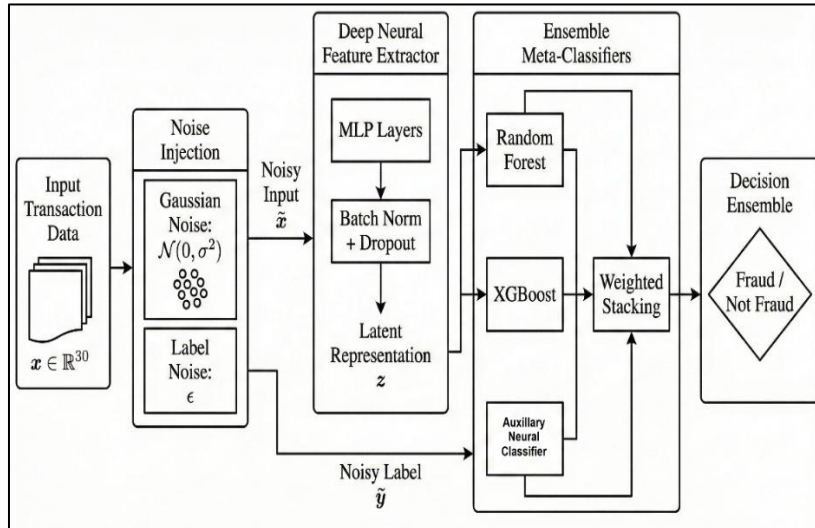 Input
Transaction
Data
x ∈ ℝ³⁰
Noise
Injection
Gaussian
Noise:
𝒩(0, σ²)
Label
Noise:
ϵ
Noisy
Input
x̃
Noisy Label
ỹ
Deep Neural
Feature Extractor
MLP Layers
Batch Norm
+ Dropout
Latent
Representation
z
Ensemble
Meta-Classifiers
Random
Forest
XGBoost
Auxillary
Neural
Classifier
Weighted
Stacking
Decision
Ensemble
Fraud /
Not Fraud